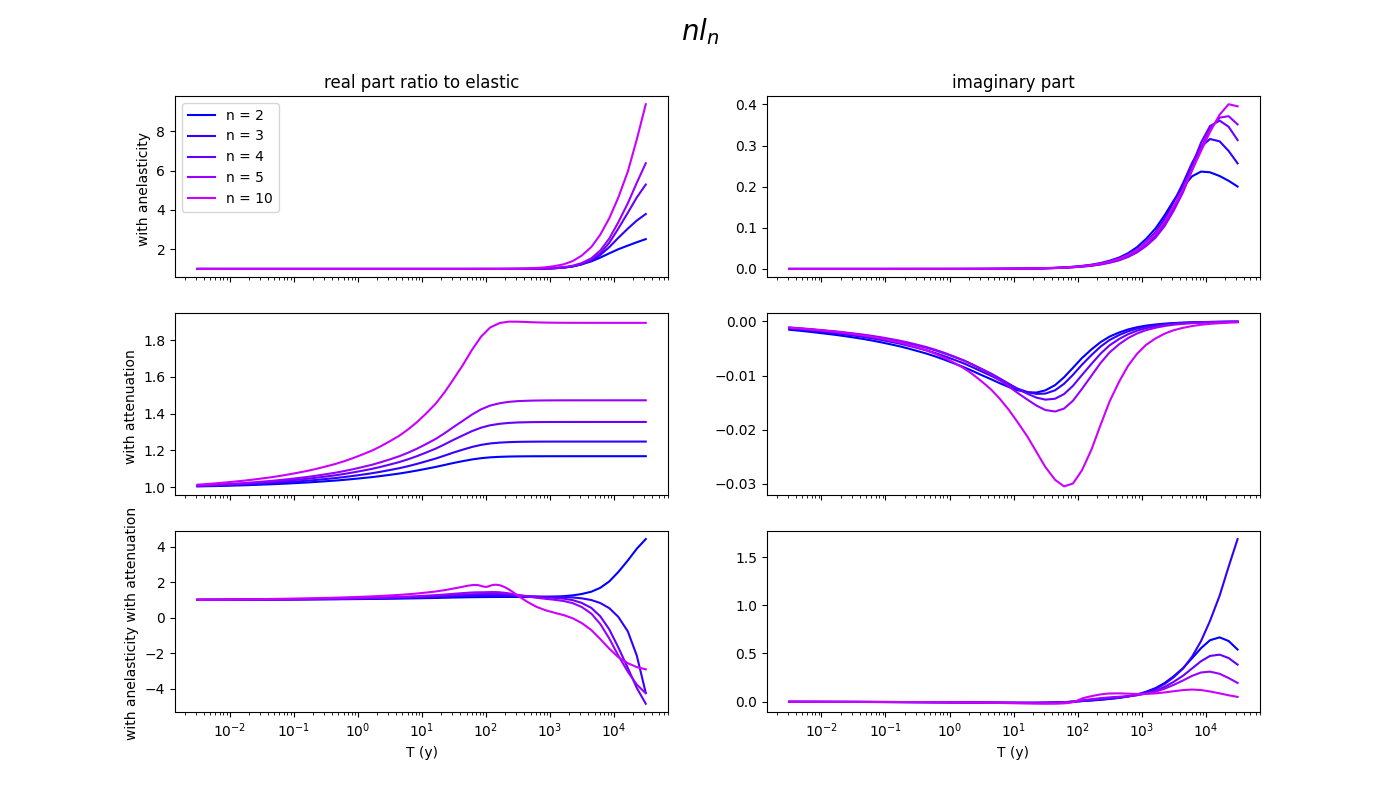 nl_n
real part ratio to elastic
imaginary part
with anelasticity
8
6
4
2
n = 2
n = 3
n = 4
n = 5
n = 10
0.4
0.3
0.2
0.1
0.0
with attenuation
1.8
1.6
1.4
1.2
1.0
0.00
−0.01
−0.02
−0.03
with anelasticity with attenuation
4
2
0
−2
−4
10^{-2} 10^{-1} 10^{0} 10^{1} 10^{2} 10^{3} 10^{4}
T (y)
1.5
1.0
0.5
0.0
10^{-2} 10^{-1} 10^{0} 10^{1} 10^{2} 10^{3} 10^{4}
T (y)